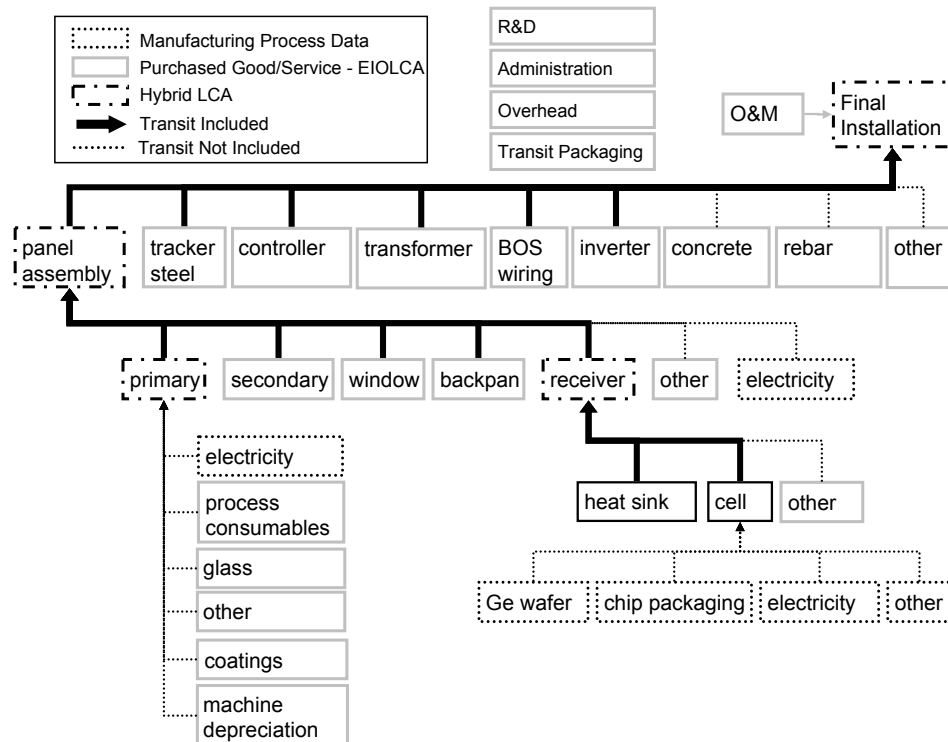 Manufacturing Process Data
Purchased Good/Service - EIOLCA
Hybrid LCA
Transit Included
Transit Not Included
R&D
Administration
Overhead
Transit Packaging
O&M
Final
Installation
panel
assembly
tracker
steel
controller
transformer
BOS
wiring
inverter
concrete
rebar
other
primary
secondary
window
backpan
receiver
other
electricity
electricity
process
consumables
glass
other
coatings
machine
depreciation
heat sink
cell
other
Ge wafer
chip packaging
electricity
other